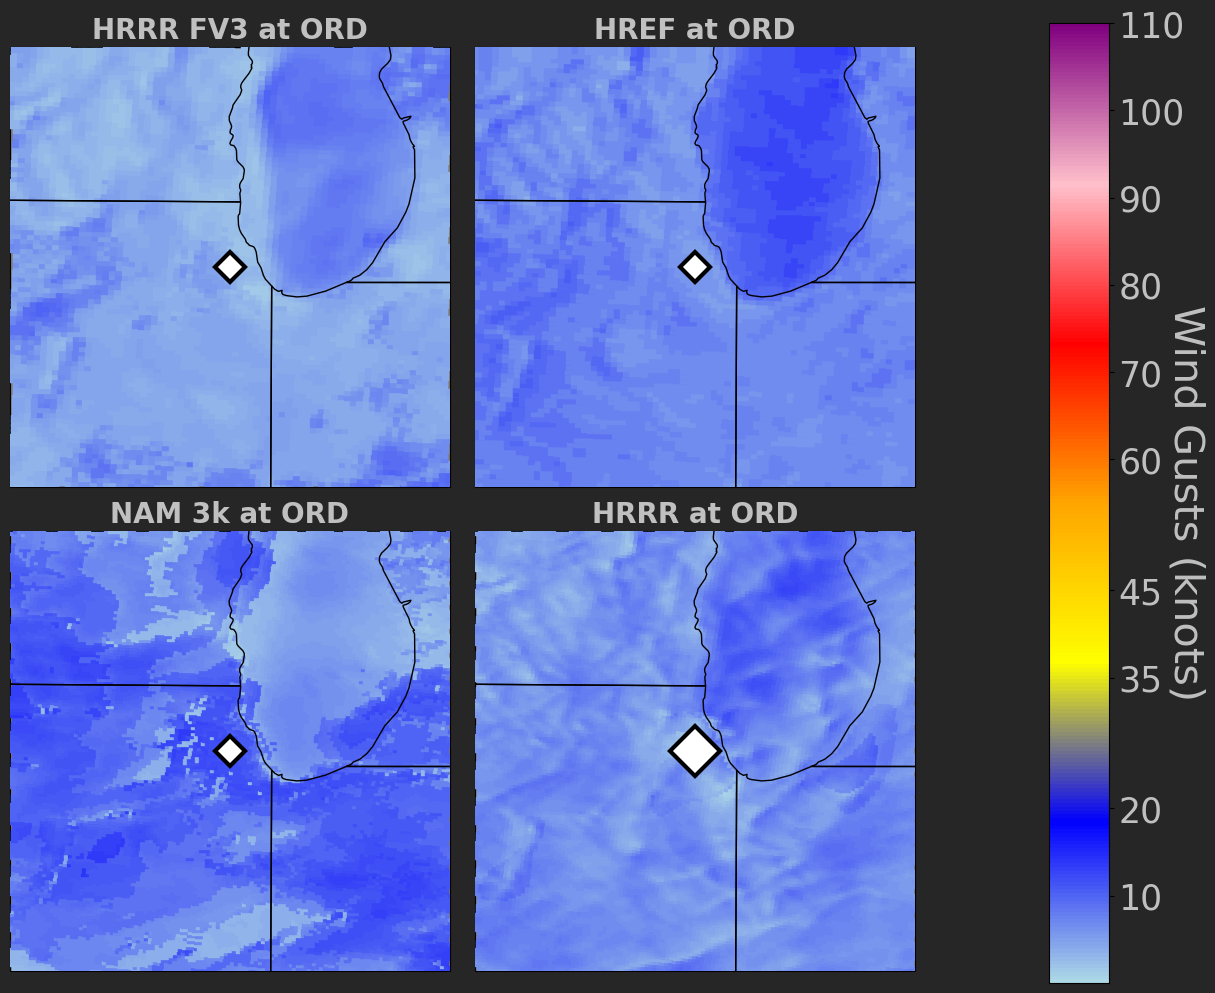 HRRR FV3 at ORD
HREF at ORD
NAM 3k at ORD
HRRR at ORD
110
100
90
80
70
60
45
35
20
10
Wind Gusts (knots)